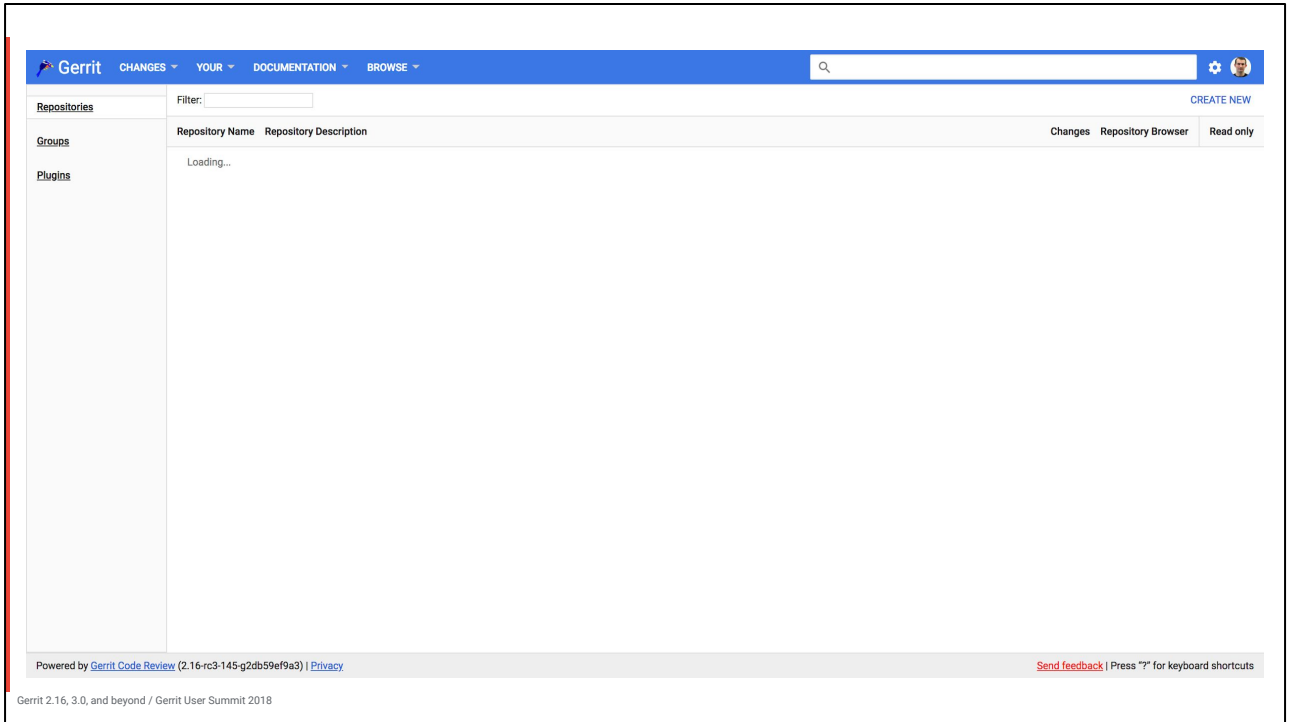 Gerrit CHANGES YOUR DOCUMENTATION BROWSE
Repositories
Groups
Plugins
Filter: CREATE NEW
Repository Name Repository Description Changes Repository Browser Read only
Loading...
Powered by Gerrit Code Review (2.16-rc3-145-g2db59ef9a3) | Privacy Send feedback | Press "?" for keyboard shortcuts
Gerrit 2.16, 3.0, and beyond / Gerrit User Summit 2018